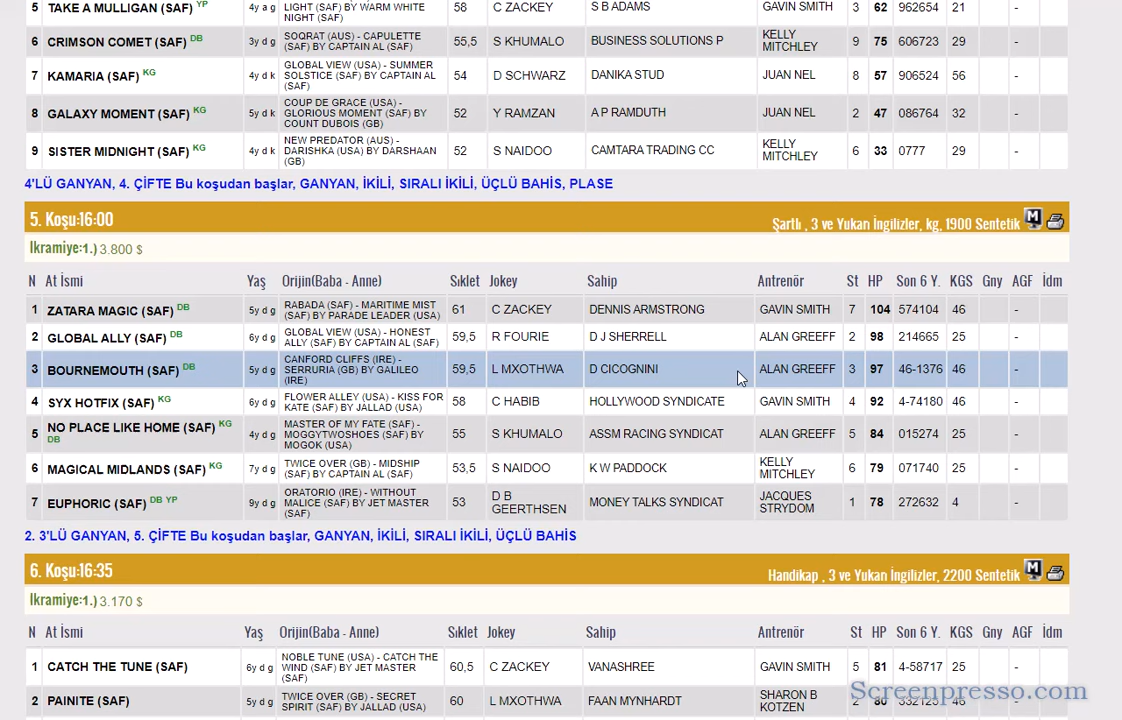 5 TAKE A MULLIGAN (SAF) YP 4y a g LIGHT (SAF) BY WARM WHITE NIGHT (SAF) 58 C ZACKEY S B ADAMS GAVIN SMITH 3 62 962654 21 -
6 CRIMSON COMET (SAF) DB 3y d g SOQRAT (AUS) - CAPULETTE (SAF) BY CAPTAIN AL (SAF) 55,5 S KHUMALO BUSINESS SOLUTIONS P KELLY MITCHLEY 9 75 606723 29 -
7 KAMARIA (SAF) KG 4y d k GLOBAL VIEW (USA) - SUMMER SOLSTICE (SAF) BY CAPTAIN AL (SAF) 54 D SCHWARZ DANIKA STUD JUAN NEL 8 57 906524 56 -
8 GALAXY MOMENT (SAF) KG 5y d k COUP DE GRACE (USA) - GLORIOUS MOMENT (SAF) BY COUNT DUBOIS (GB) 52 Y RAMZAN A P RAMDUTH JUAN NEL 2 47 086764 32 -
9 SISTER MIDNIGHT (SAF) KG 4y d k NEW PREDATOR (AUS) - DARISHKA (USA) BY DARSHAAN (GB) 52 S NAIDOO CAMTARA TRADING CC KELLY MITCHLEY 6 33 0777 29 -
4'LÜ GANYAN, 4. ÇİFTE Bu koşudan başlar, GANYAN, İKİLİ, SIRALI İKİLİ, ÜÇLÜ BAHİS, PLASE
5. Koşu:16:00 Şartlı , 3 ve Yukarı İngilizler, kg, 1900 Sentetik M
İkramiye:1.) 3.800 $
N At İsmi Yaş Orijin(Baba - Anne) Sıklet Jokey Sahip Antrenör St HP Son 6 Y. KGS Gny AGF İdm
1 ZATARA MAGIC (SAF) DB 5y d g RABADA (SAF) - MARITIME MIST (SAF) BY PARADE LEADER (USA) 61 C ZACKEY DENNIS ARMSTRONG GAVIN SMITH 7 104 574104 46 -
2 GLOBAL ALLY (SAF) DB 6y d g GLOBAL VIEW (USA) - HONEST ALLY (SAF) BY CAPTAIN AL (SAF) 59,5 R FOURIE D J SHERRELL ALAN GREEFF 2 98 214665 25 -
3 BOURNEMOUTH (SAF) DB 5y d g CANFORD CLIFFS (IRE) - SERRURIA (GB) BY GALILEO (IRE) 59,5 L MXOTHWA D CICOGNINI ALAN GREEFF 3 97 46-1376 46 -
4 SYX HOTFIX (SAF) KG 6y d g FLOWER ALLEY (USA) - KISS FOR KATE (SAF) BY JALLAD (USA) 58 C HABIB HOLLYWOOD SYNDICATE GAVIN SMITH 4 92 4-74180 46 -
5 NO PLACE LIKE HOME (SAF) KG DB 4y d g MASTER OF MY FATE (SAF) - MOGGYTWOSHOES (SAF) BY MOGOK (USA) 55 S KHUMALO ASSM RACING SYNDICAT ALAN GREEFF 5 84 015274 25 -
6 MAGICAL MIDLANDS (SAF) KG 7y d g TWICE OVER (GB) - MIDSHIP (SAF) BY CAPTAIN AL (SAF) 53,5 S NAIDOO K W PADDOCK KELLY MITCHLEY 6 79 071740 25 -
7 EUPHORIC (SAF) DB YP 9y d g ORATORIO (IRE) - WITHOUT MALICE (SAF) BY JET MASTER (SAF) 53 D B GEERTHSEN MONEY TALKS SYNDICAT JACQUES STRYDOM 1 78 272632 4 -
2. 3'LÜ GANYAN, 5. ÇİFTE Bu koşudan başlar, GANYAN, İKİLİ, SIRALI İKİLİ, ÜÇLÜ BAHİS
6. Koşu:16:35 Handikap , 3 ve Yukarı İngilizler, 2200 Sentetik M
İkramiye:1.) 3.170 $
N At İsmi Yaş Orijin(Baba - Anne) Sıklet Jokey Sahip Antrenör St HP Son 6 Y. KGS Gny AGF İdm
1 CATCH THE TUNE (SAF) 6y d g NOBLE TUNE (USA) - CATCH THE WIND (SAF) BY JET MASTER (SAF) 60,5 C ZACKEY VANASHREE GAVIN SMITH 5 81 4-58717 25 -
2 PAINITE (SAF) 5y d g TWICE OVER (GB) - SECRET SPIRIT (SAF) BY JALLAD (USA) 60 L MXOTHWA FAAN MYNHARDT SHARON B KOTZEN 2 80 332125 46 -
Screenpresso.com